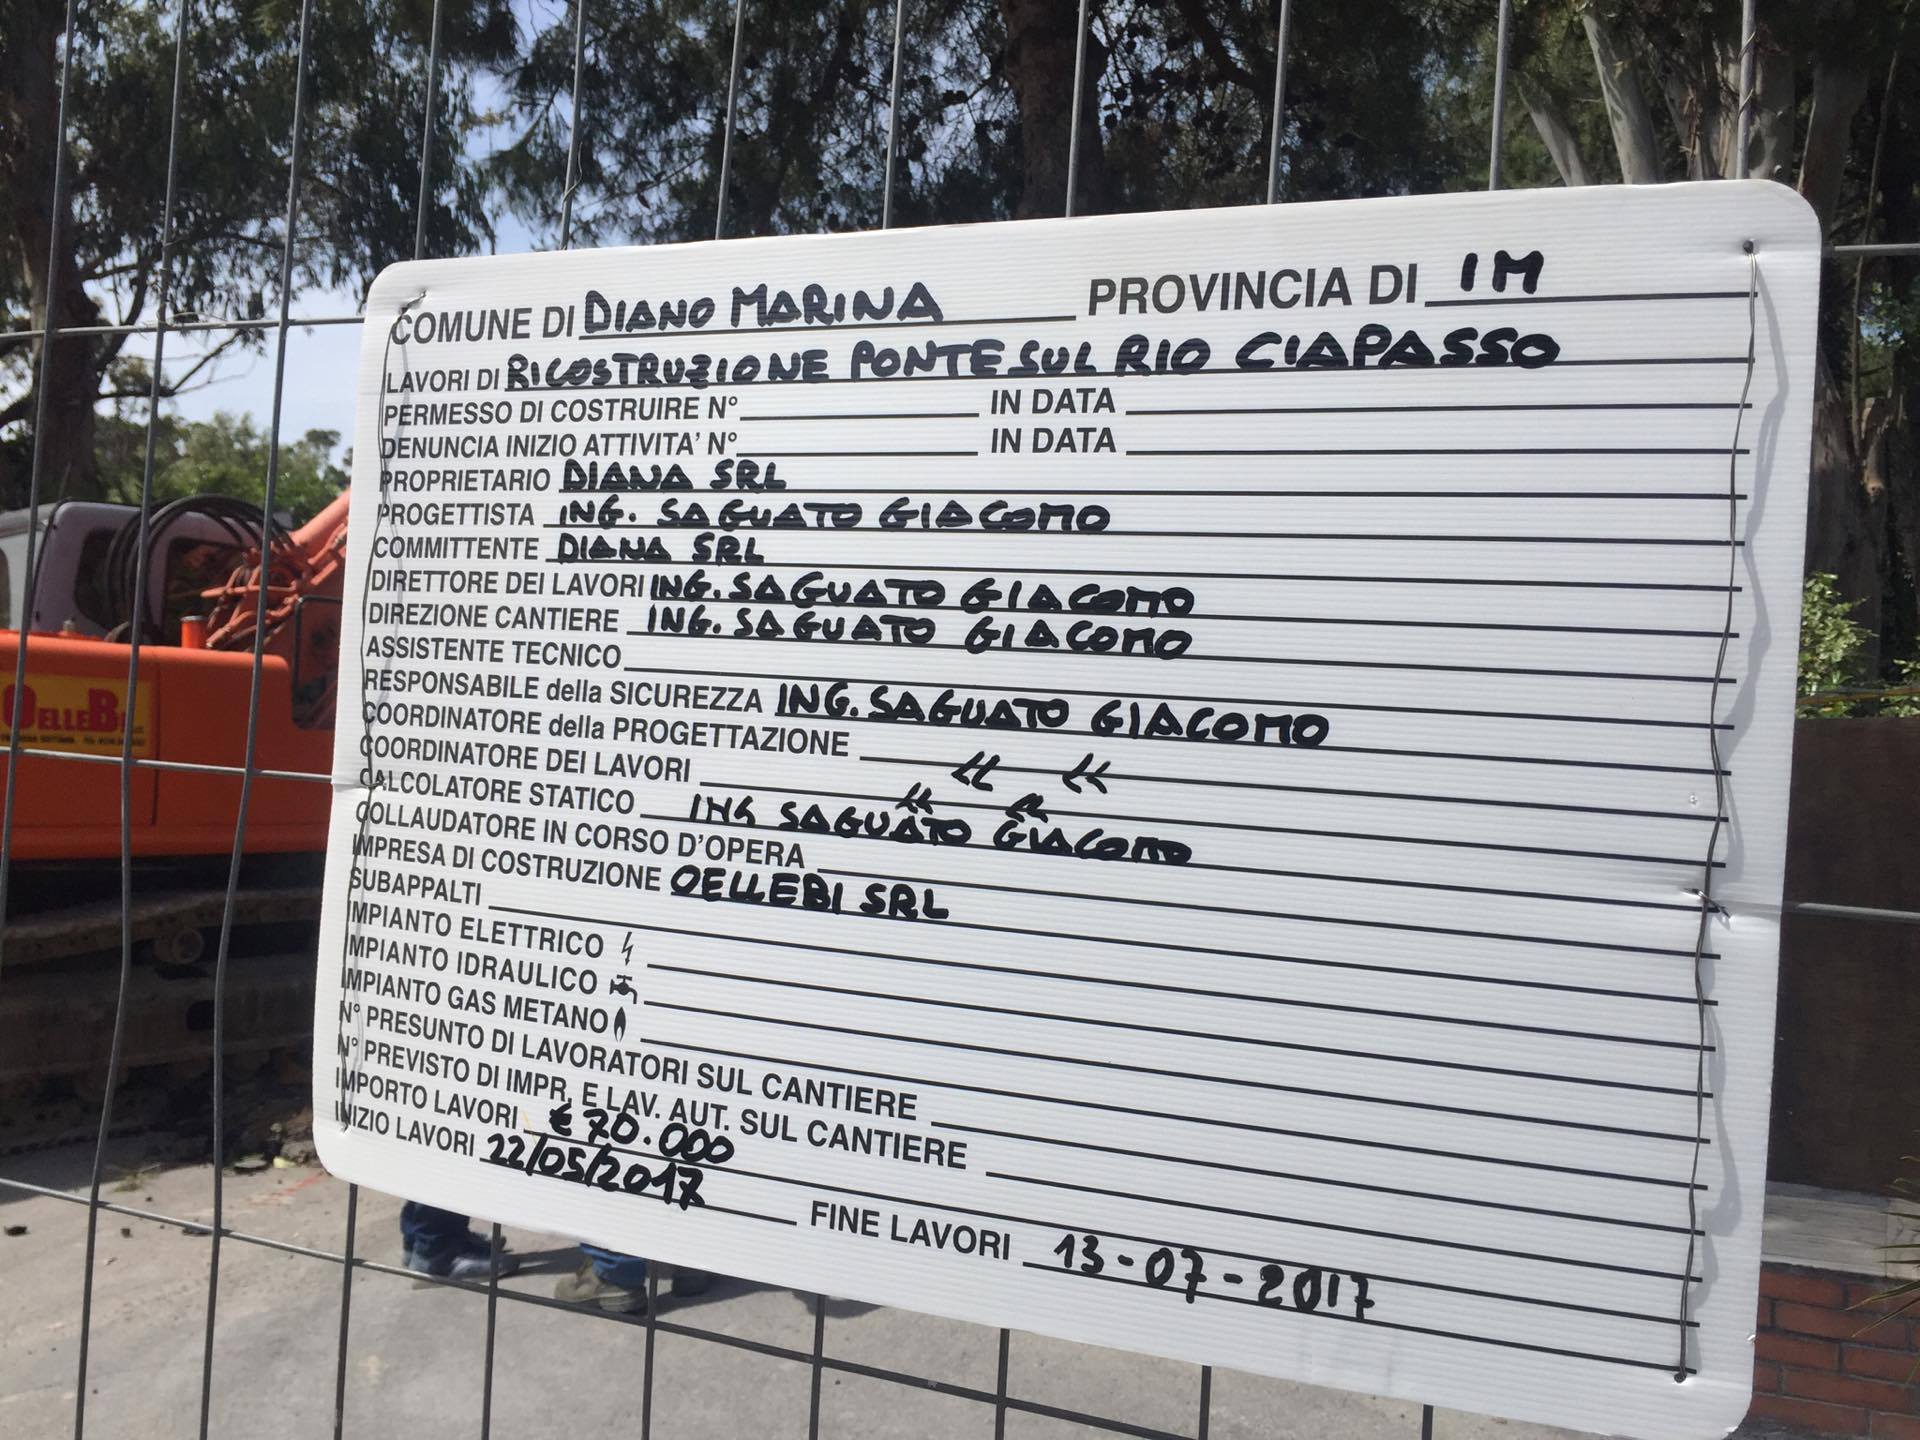 COMUNE DI DIANO MARINA PROVINCIA DI IM
LAVORI DI RICOSTRUZIONE PONTE SUL RIO CIAPASSO
PERMESSO DI COSTRUIRE N° IN DATA
DENUNCIA INIZIO ATTIVITA' N° IN DATA
PROPRIETARIO DIANA SRL
PROGETTISTA ING. SAGUATO GIACOMO
COMMITTENTE DIANA SRL
DIRETTORE DEI LAVORI ING. SAGUATO GIACOMO
DIREZIONE CANTIERE ING. SAGUATO GIACOMO
ASSISTENTE TECNICO
RESPONSABILE della SICUREZZA ING. SAGUATO GIACOMO
COORDINATORE della PROGETTAZIONE " "
COORDINATORE DEI LAVORI " "
CALCOLATORE STATICO ING SAGUATO GIACOMO
COLLAUDATORE IN CORSO D'OPERA
IMPRESA DI COSTRUZIONE OELLEBI SRL
SUBAPPALTI
IMPIANTO ELETTRICO
IMPIANTO IDRAULICO
IMPIANTO GAS METANO
N° PRESUNTO DI LAVORATORI SUL CANTIERE
N° PREVISTO DI IMPR. E LAV. AUT. SUL CANTIERE
IMPORTO LAVORI € 70.000
INIZIO LAVORI 22/05/2017 FINE LAVORI 13-07-2017